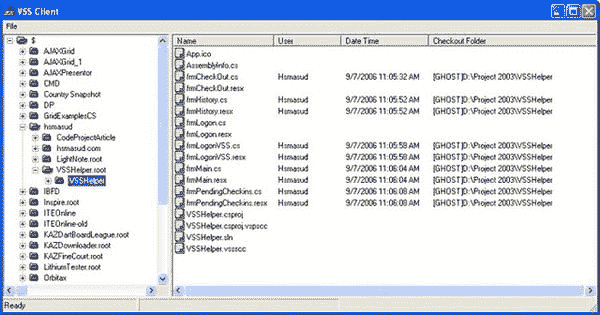 VSS Client
File
$
AJAXGrid
AJAXGrid_1
AJAXPresentor
CMD
Country Snapshot
DP
GridExamplesCS
hsmasud
CodeProjectArticle
hsmasud.com
LightNote.root
VSSHelper.root
VSSHelper
IBFD
Inspire.root
ITEOnline
ITEOnline-old
KAZDartBoardLeague.root
KAZDownloader.root
KAZFineCourt.root
LithiumTester.root
Orbitax
Name User Date Time Checkout Folder
App.ico
AssemblyInfo.cs
frmCheckOut.cs Hsmasud 9/7/2006 11:05:32 AM [GHOST]D:\Project 2003\VSSHelper
frmCheckOut.resx
frmHistory.cs Hsmasud 9/7/2006 11:05:52 AM [GHOST]D:\Project 2003\VSSHelper
frmHistory.resx Hsmasud 9/7/2006 11:05:52 AM [GHOST]D:\Project 2003\VSSHelper
frmLogon.cs
frmLogon.resx
frmLogonVSS.cs Hsmasud 9/7/2006 11:05:58 AM [GHOST]D:\Project 2003\VSSHelper
frmLogonVSS.resx Hsmasud 9/7/2006 11:05:58 AM [GHOST]D:\Project 2003\VSSHelper
frmMain.cs Hsmasud 9/7/2006 11:06:04 AM [GHOST]D:\Project 2003\VSSHelper
frmMain.resx Hsmasud 9/7/2006 11:06:04 AM [GHOST]D:\Project 2003\VSSHelper
frmPendingCheckins.cs Hsmasud 9/7/2006 11:06:08 AM [GHOST]D:\Project 2003\VSSHelper
frmPendingCheckins.resx Hsmasud 9/7/2006 11:06:08 AM [GHOST]D:\Project 2003\VSSHelper
VSSHelper.csproj
VSSHelper.csproj.vspscc
VSSHelper.sln
VSSHelper.vssscc
Ready